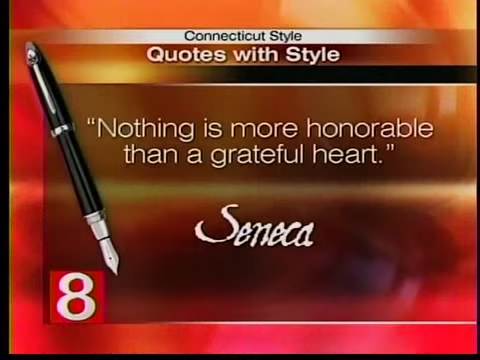 Connecticut Style
Quotes with Style
“Nothing is more honorable
than a grateful heart.”
Seneca
8